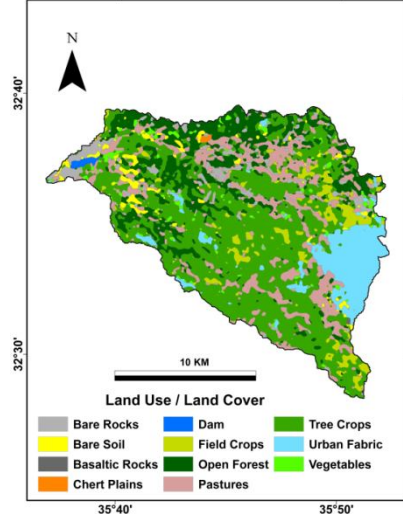 N
32°40'
32°30'
10 KM
Land Use / Land Cover
Bare Rocks Dam Tree Crops
Bare Soil Field Crops Urban Fabric
Basaltic Rocks Open Forest Vegetables
Chert Plains Pastures
35°40' 35°50'